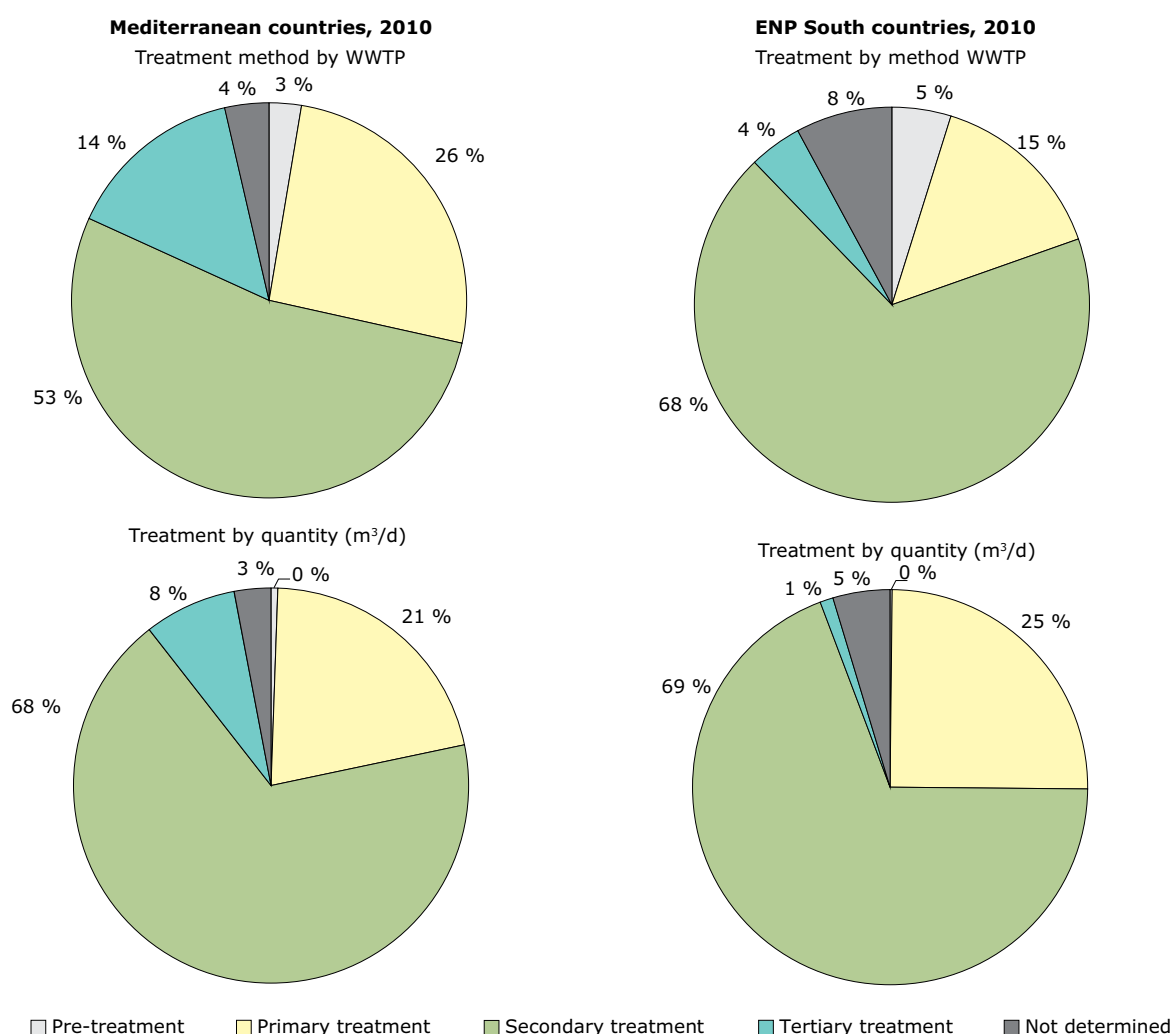 Mediterranean countries, 2010
Treatment method by WWTP
4 %
3 %
14 %
26 %
53 %
ENP South countries, 2010
Treatment by method WWTP
8 %
5 %
4 %
15 %
68 %
Treatment by quantity (m³/d)
3 %
0 %
8 %
21 %
68 %
Treatment by quantity (m³/d)
1 %
5 %
0 %
25 %
69 %
Pre-treatment
Primary treatment
Secondary treatment
Tertiary treatment
Not determined